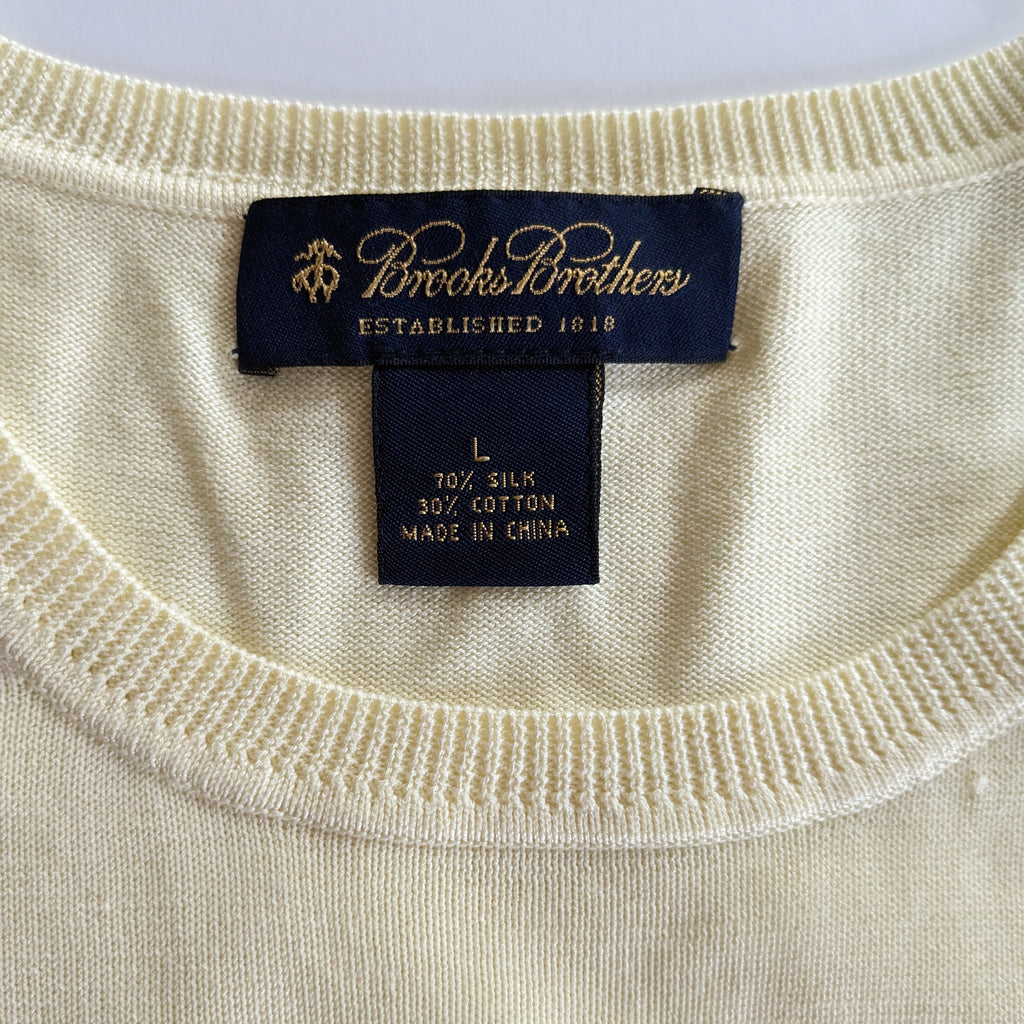 Brooks Brothers
ESTABLISHED 1818
L
70% SILK
30% COTTON
MADE IN CHINA